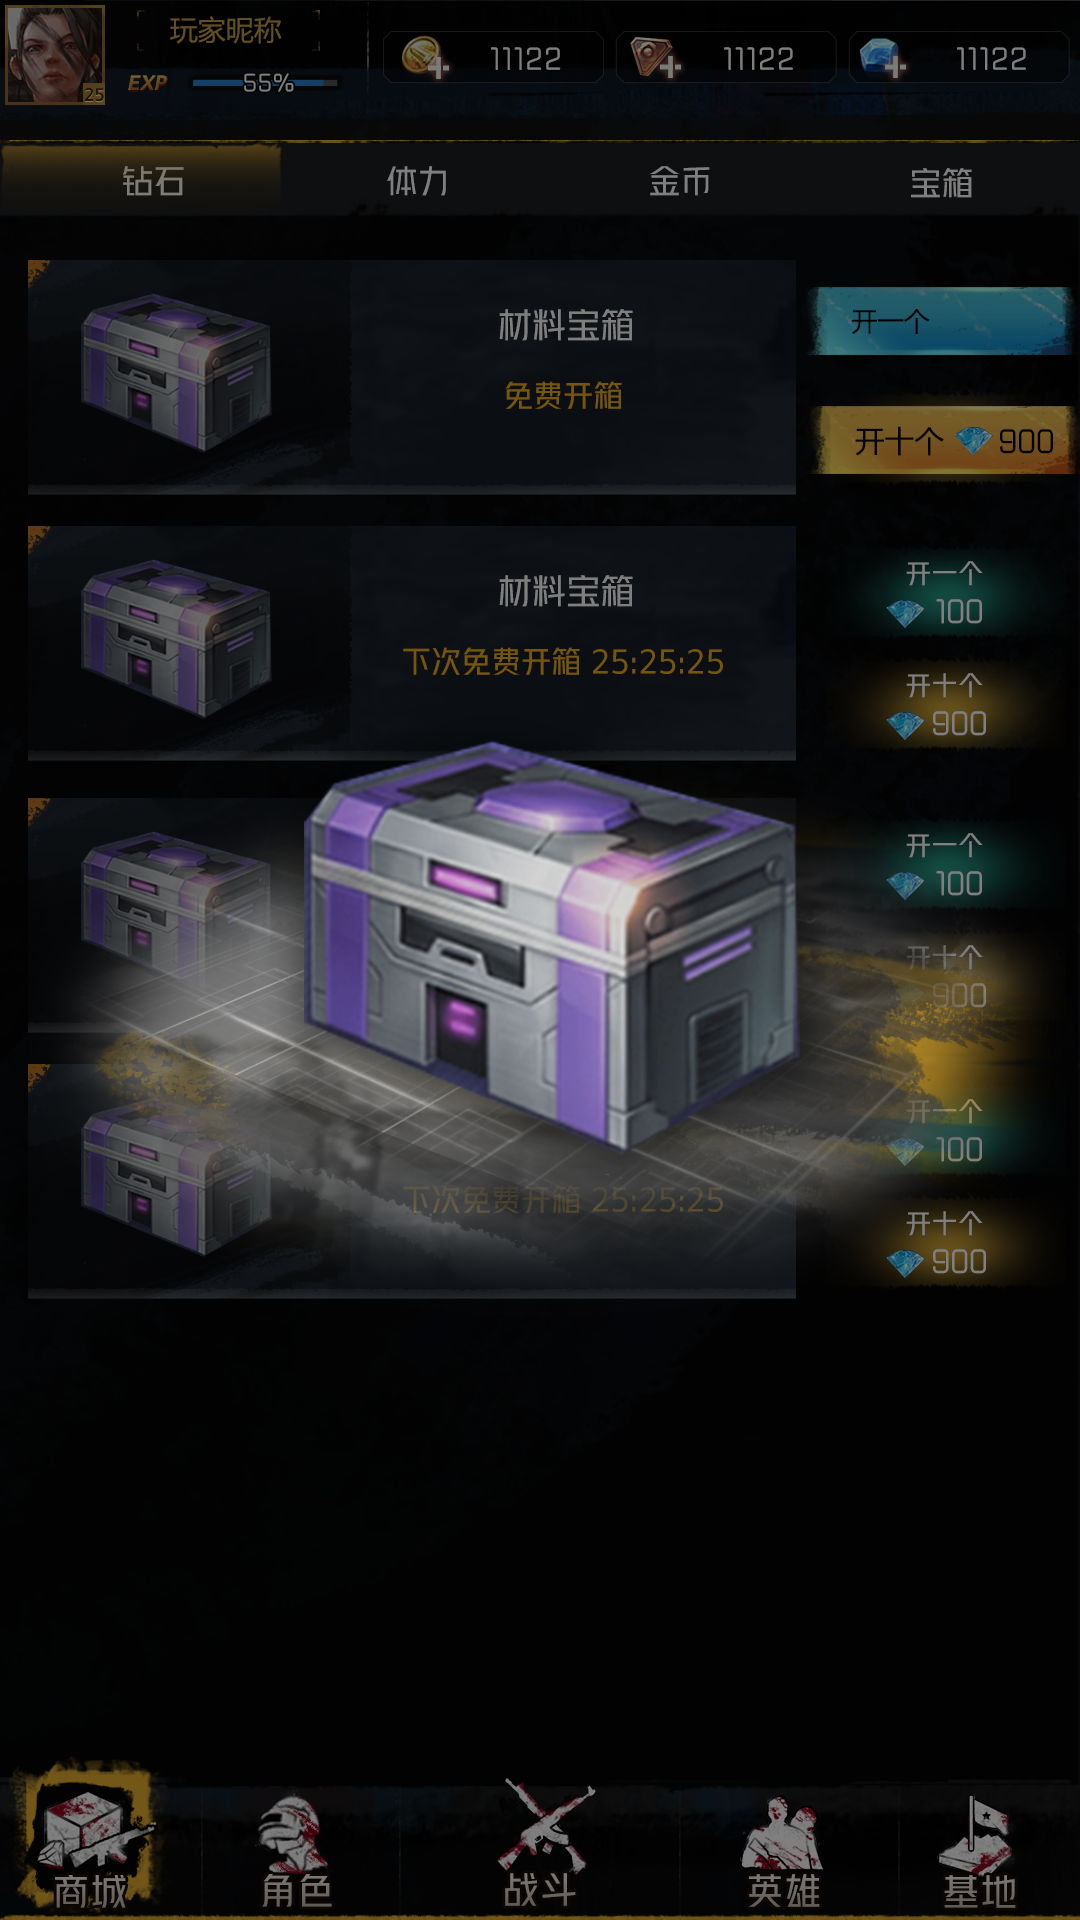 玩家昵称
25
EXP
55%
11122
11122
11122
钻石
体力
金币
宝箱
材料宝箱
免费开箱
开一个
开十个
900
材料宝箱
下次免费开箱 25:25:25
开一个
100
开十个
900
开一个
100
开十个
900
下次免费开箱 25:25:25
开一个
100
开十个
900
商城
角色
战斗
英雄
基地